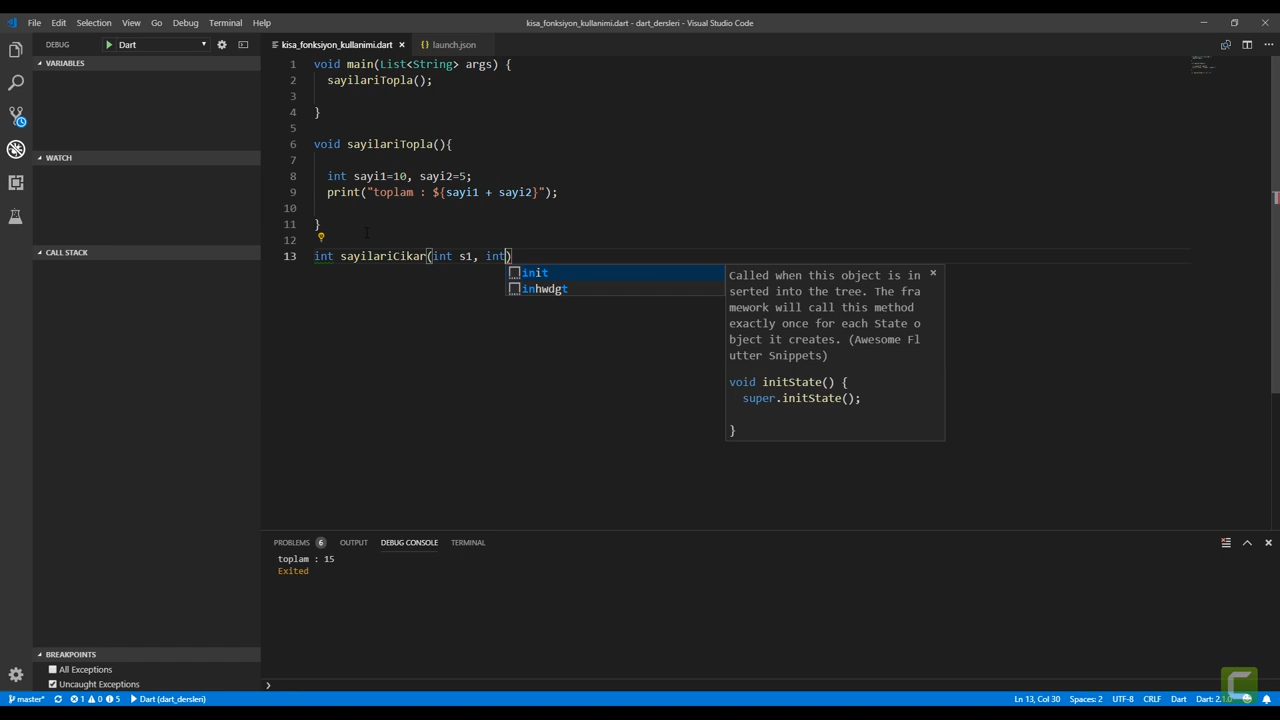 File Edit Selection View Go Debug Terminal Help
kisa_fonksiyon_kullanimi.dart - dart_dersleri - Visual Studio Code
DEBUG Dart
kisa_fonksiyon_kullanimi.dart × launch.json
VARIABLES
WATCH
CALL STACK
BREAKPOINTS
All Exceptions
Uncaught Exceptions
1 void main(List<String> args) {
2 sayilariTopla();
3
4 }
5
6 void sayilariTopla(){
7
8 int sayi1=10, sayi2=5;
9 print("toplam : ${sayi1 + sayi2}");
10
11 }
12
13 int sayilariCikar(int s1, int)
init
inhwdgt
Called when this object is in
serted into the tree. The fra
mework will call this method
exactly once for each State o
bject it creates. (Awesome Fl
utter Snippets)
void initState() {
super.initState();
}
PROBLEMS 6 OUTPUT DEBUG CONSOLE TERMINAL
toplam : 15
Exited
master* 1 0 5 Dart (dart_dersleri) Ln 13, Col 30 Spaces: 2 UTF-8 CRLF Dart Dart: 2.1.0